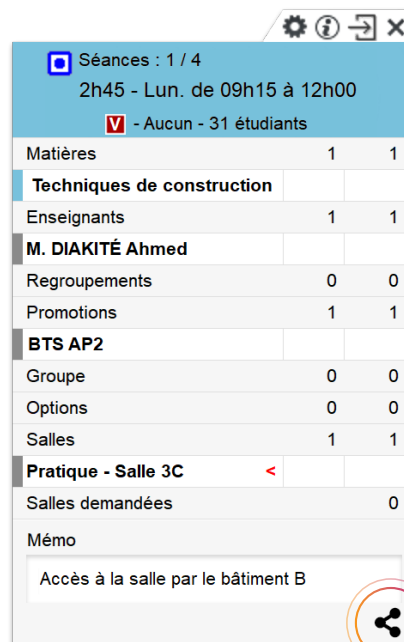 Séances : 1 / 4
2h45 - Lun. de 09h15 à 12h00
V - Aucun - 31 étudiants
Matières 1 1
Techniques de construction
Enseignants 1 1
M. DIAKITÉ Ahmed
Regroupements 0 0
Promotions 1 1
BTS AP2
Groupe 0 0
Options 0 0
Salles 1 1
Pratique - Salle 3C <
Salles demandées 0
Mémo
Accès à la salle par le bâtiment B